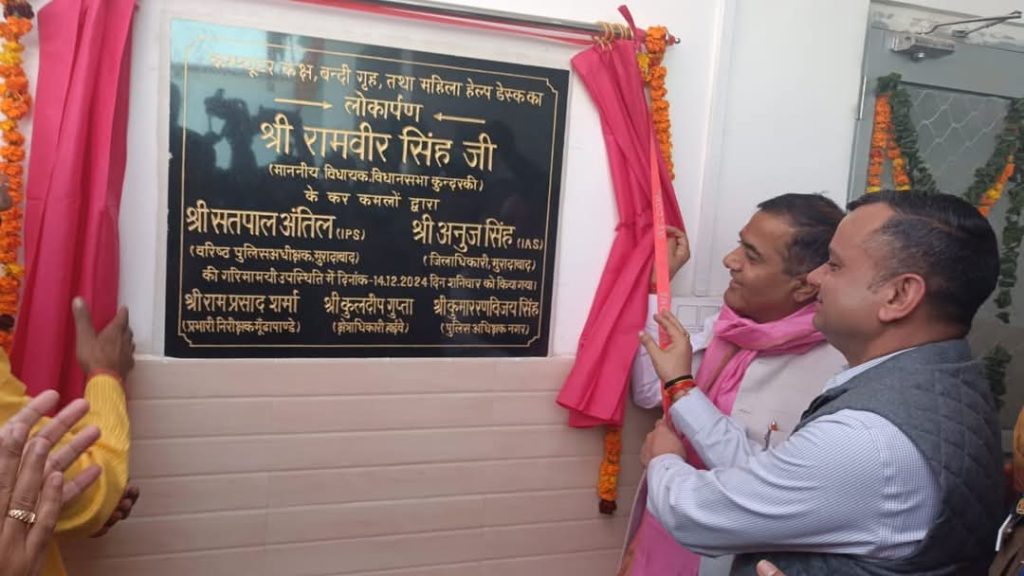 कम्प्यूटर कक्ष, बन्दी गृह, तथा महिला हेल्प डेस्क का
लोकार्पण
श्री रामवीर सिंह जी
(माननीय विधायक, विधानसभा कुन्दरकी)
के कर कमलों द्वारा
श्री सतपाल अंतिल (IPS) श्री अनुज सिंह (IAS)
(वरिष्ठ पुलिस अधीक्षक, मुरादाबाद) (जिलाधिकारी, मुरादाबाद)
की गरिमामयी उपस्थिति में दिनांक-14.12.2024 दिन शनिवार को किया गया।
श्री राम प्रसाद शर्मा श्री कुलदीप गुप्ता श्री कुमार रणविजय सिंह
(प्रभारी निरीक्षक मूंढापाण्डे) (क्षेत्राधिकारी हाईवे) (पुलिस अधिक्षक नगर)